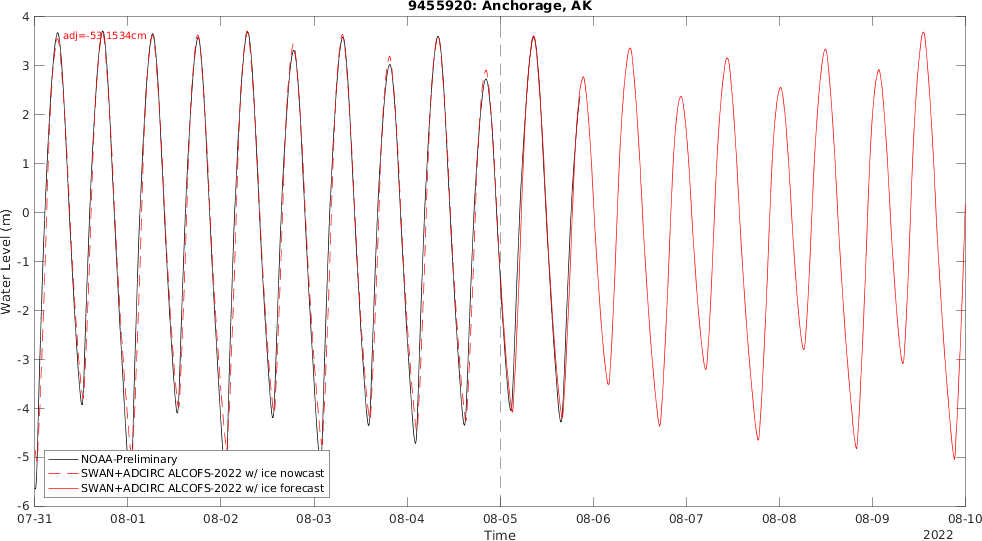 9455920: Anchorage, AK
adj=-53.1534cm
Water Level (m)
4
3
2
1
0
-1
-2
-3
-4
-5
-6
NOAA-Preliminary
SWAN+ADCIRC ALCOFS-2022 w/ ice nowcast
SWAN+ADCIRC ALCOFS-2022 w/ ice forecast
07-31 08-01 08-02 08-03 08-04 08-05 08-06 08-07 08-08 08-09 08-10
Time
2022